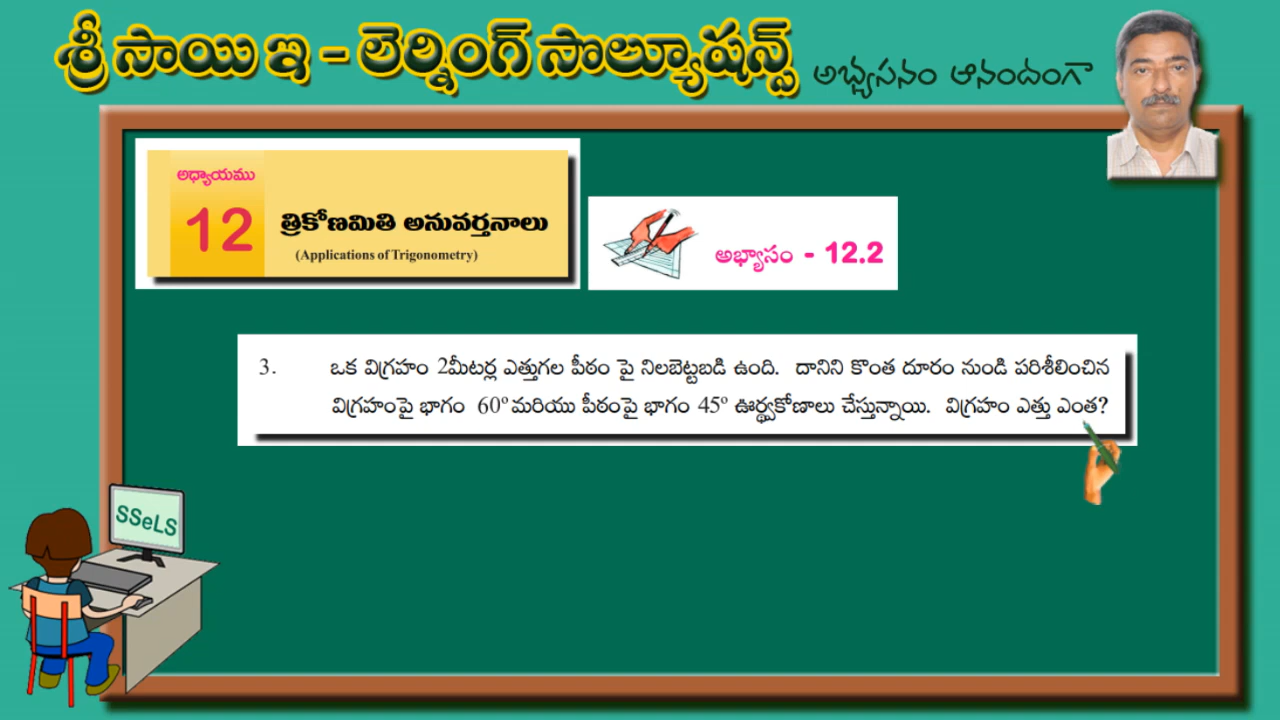 శ్రీ సాయి ఇ - లెర్నింగ్ సొల్యూషన్స్ అభ్యసనం ఆనందంగా
అధ్యాయము
12
త్రికోణమితి అనువర్తనాలు
(Applications of Trigonometry)
అభ్యాసం - 12.2
3. ఒక విగ్రహం 2మీటర్ల ఎత్తుగల పీఠం పై నిలబెట్టబడి ఉంది. దానిని కొంత దూరం నుండి పరిశీలించిన
విగ్రహంపై భాగం 60° మరియు పీఠంపై భాగం 45° ఊర్థ్వకోణాలు చేస్తున్నాయి. విగ్రహం ఎత్తు ఎంత?
SSeLS